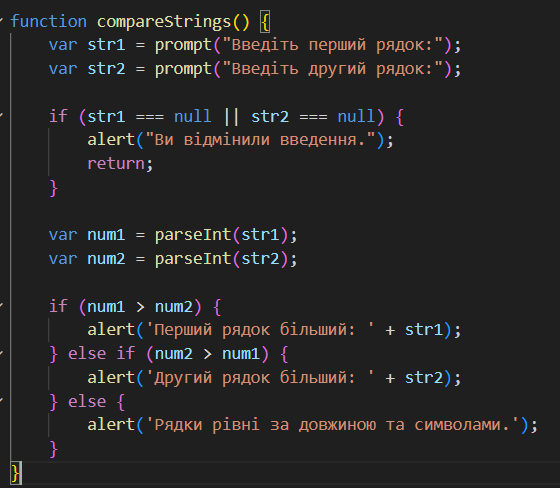 function compareStrings() {
    var str1 = prompt("Введіть перший рядок:");
    var str2 = prompt("Введіть другий рядок:");

    if (str1 === null || str2 === null) {
        alert("Ви відмінили введення.");
        return;
    }

    var num1 = parseInt(str1);
    var num2 = parseInt(str2);

    if (num1 > num2) {
        alert('Перший рядок більший: ' + str1);
    } else if (num2 > num1) {
        alert('Другий рядок більший: ' + str2);
    } else {
        alert('Рядки рівні за довжиною та символами.');
    }
}